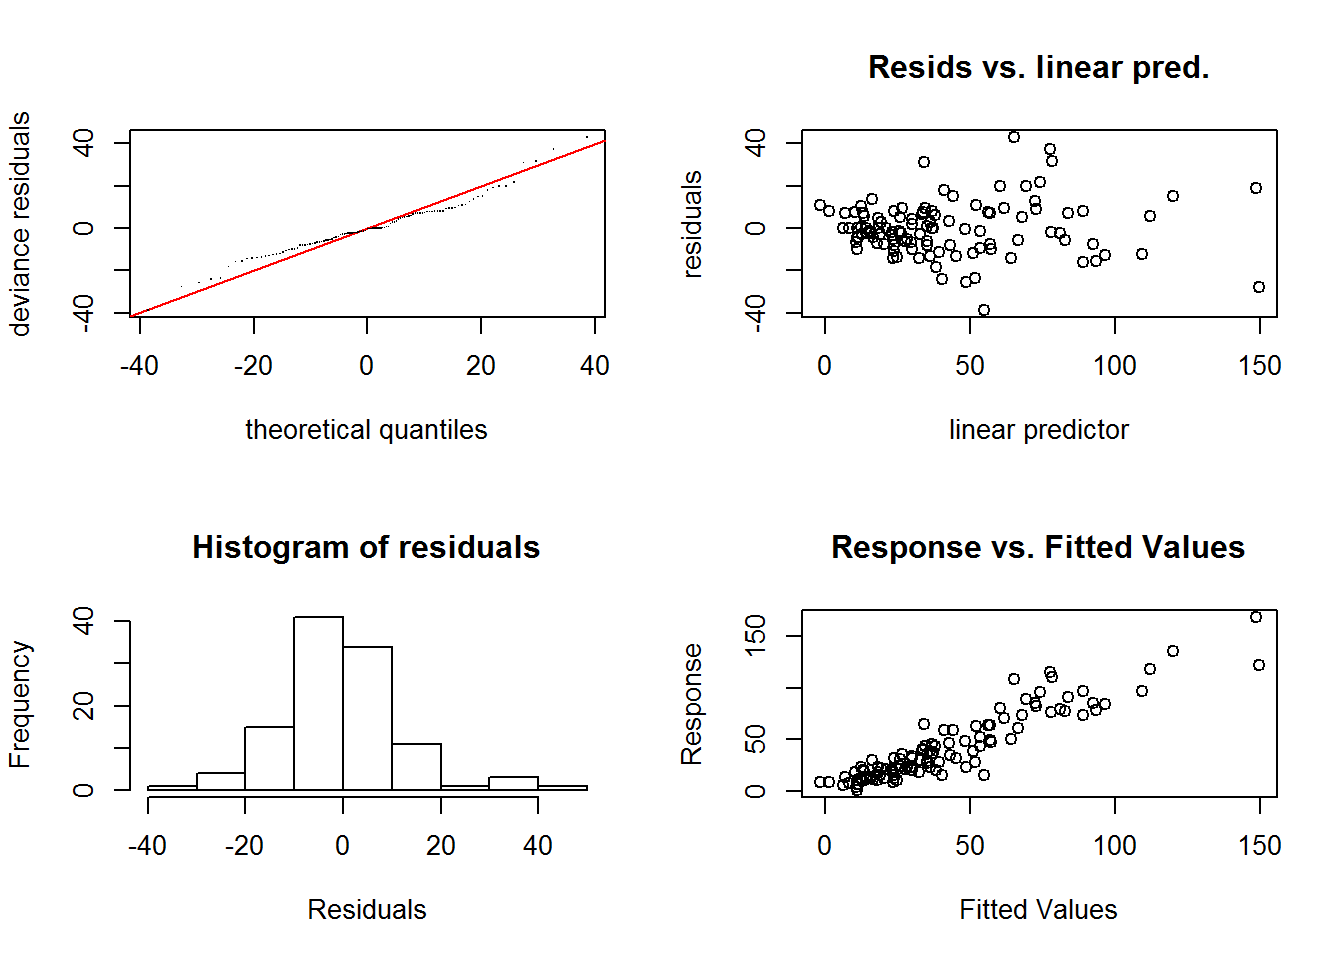 deviance residuals
40
0
-40
-40
-20
0
20
40
theoretical quantiles
Resids vs. linear pred.
residuals
40
0
-40
0
50
100
150
linear predictor
Histogram of residuals
Frequency
40
20
0
-40
-20
0
20
40
Residuals
Response vs. Fitted Values
Response
150
50
0
0
50
100
150
Fitted Values